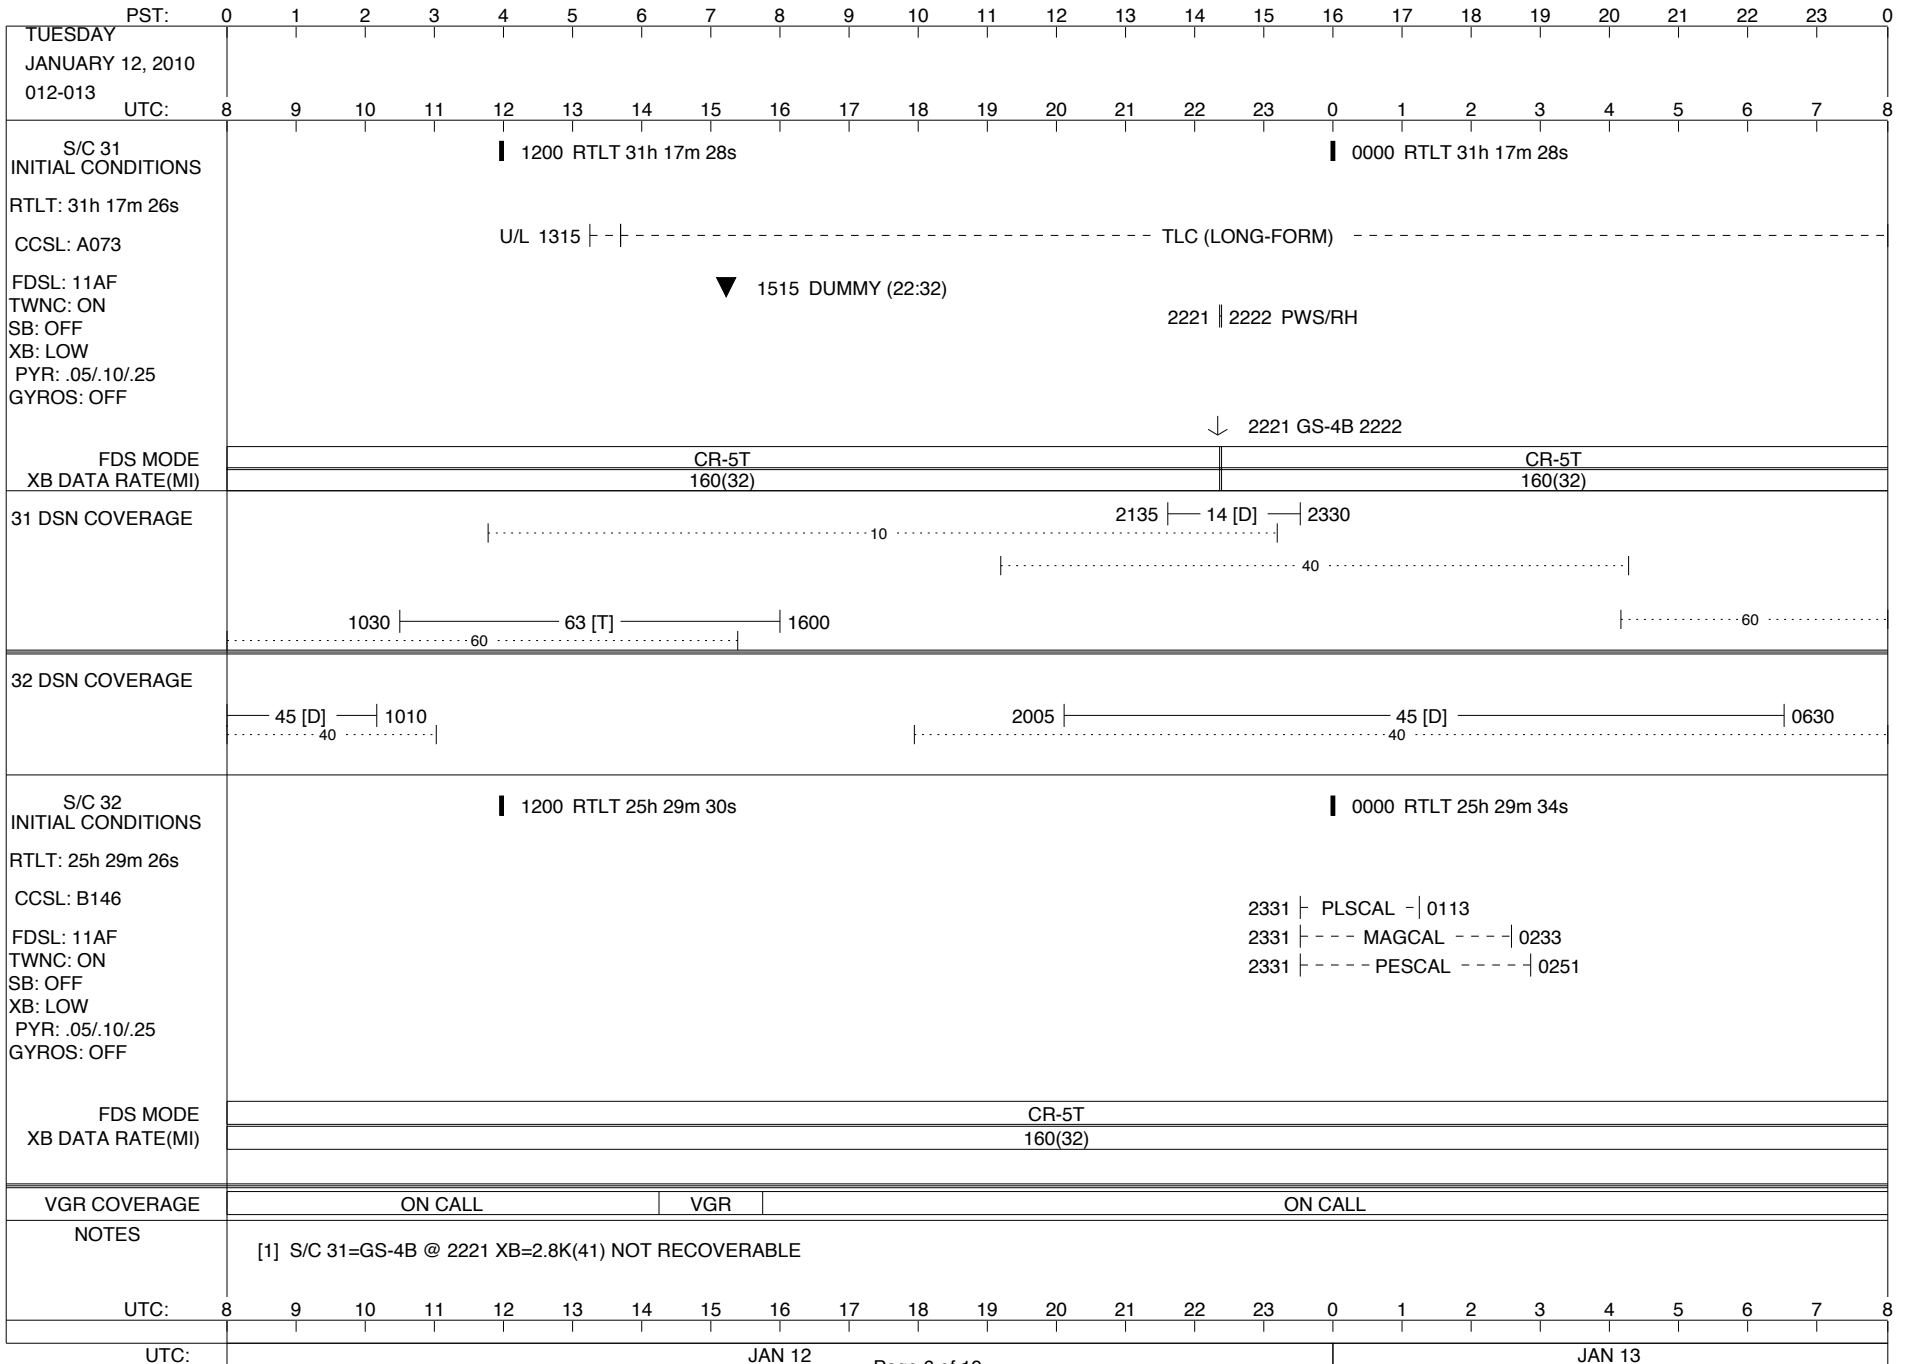 PST: 0 1 2 3 4 5 6 7 8 9 10 11 12 13 14 15 16 17 18 19 20 21 22 23 0
TUESDAY
JANUARY 12, 2010
012-013
UTC: 8 9 10 11 12 13 14 15 16 17 18 19 20 21 22 23 0 1 2 3 4 5 6 7 8
S/C 31
INITIAL CONDITIONS
1200 RTLT 31h 17m 28s
0000 RTLT 31h 17m 28s
RTLT: 31h 17m 26s
CCSL: A073
U/L 1315 TLC (LONG-FORM)
FDSL: 11AF
1515 DUMMY (22:32)
TWNC: ON
2221 2222 PWS/RH
SB: OFF
XB: LOW
PYR: .05/.10/.25
GYROS: OFF
2221 GS-4B 2222
FDS MODE CR-5T CR-5T
XB DATA RATE(MI) 160(32) 160(32)
31 DSN COVERAGE
2135 14 [D] 2330
10
40
1030 63 [T] 1600
60
60
32 DSN COVERAGE
45 [D] 1010
2005 45 [D] 0630
40
40
S/C 32
INITIAL CONDITIONS
1200 RTLT 25h 29m 30s
0000 RTLT 25h 29m 34s
RTLT: 25h 29m 26s
CCSL: B146
2331 PLSCAL 0113
FDSL: 11AF
2331 MAGCAL 0233
TWNC: ON
2331 PESCAL 0251
SB: OFF
XB: LOW
PYR: .05/.10/.25
GYROS: OFF
FDS MODE CR-5T
XB DATA RATE(MI) 160(32)
VGR COVERAGE ON CALL VGR ON CALL
NOTES
[1] S/C 31=GS-4B @ 2221 XB=2.8K(41) NOT RECOVERABLE
UTC: 8 9 10 11 12 13 14 15 16 17 18 19 20 21 22 23 0 1 2 3 4 5 6 7 8
UTC: JAN 12 JAN 13